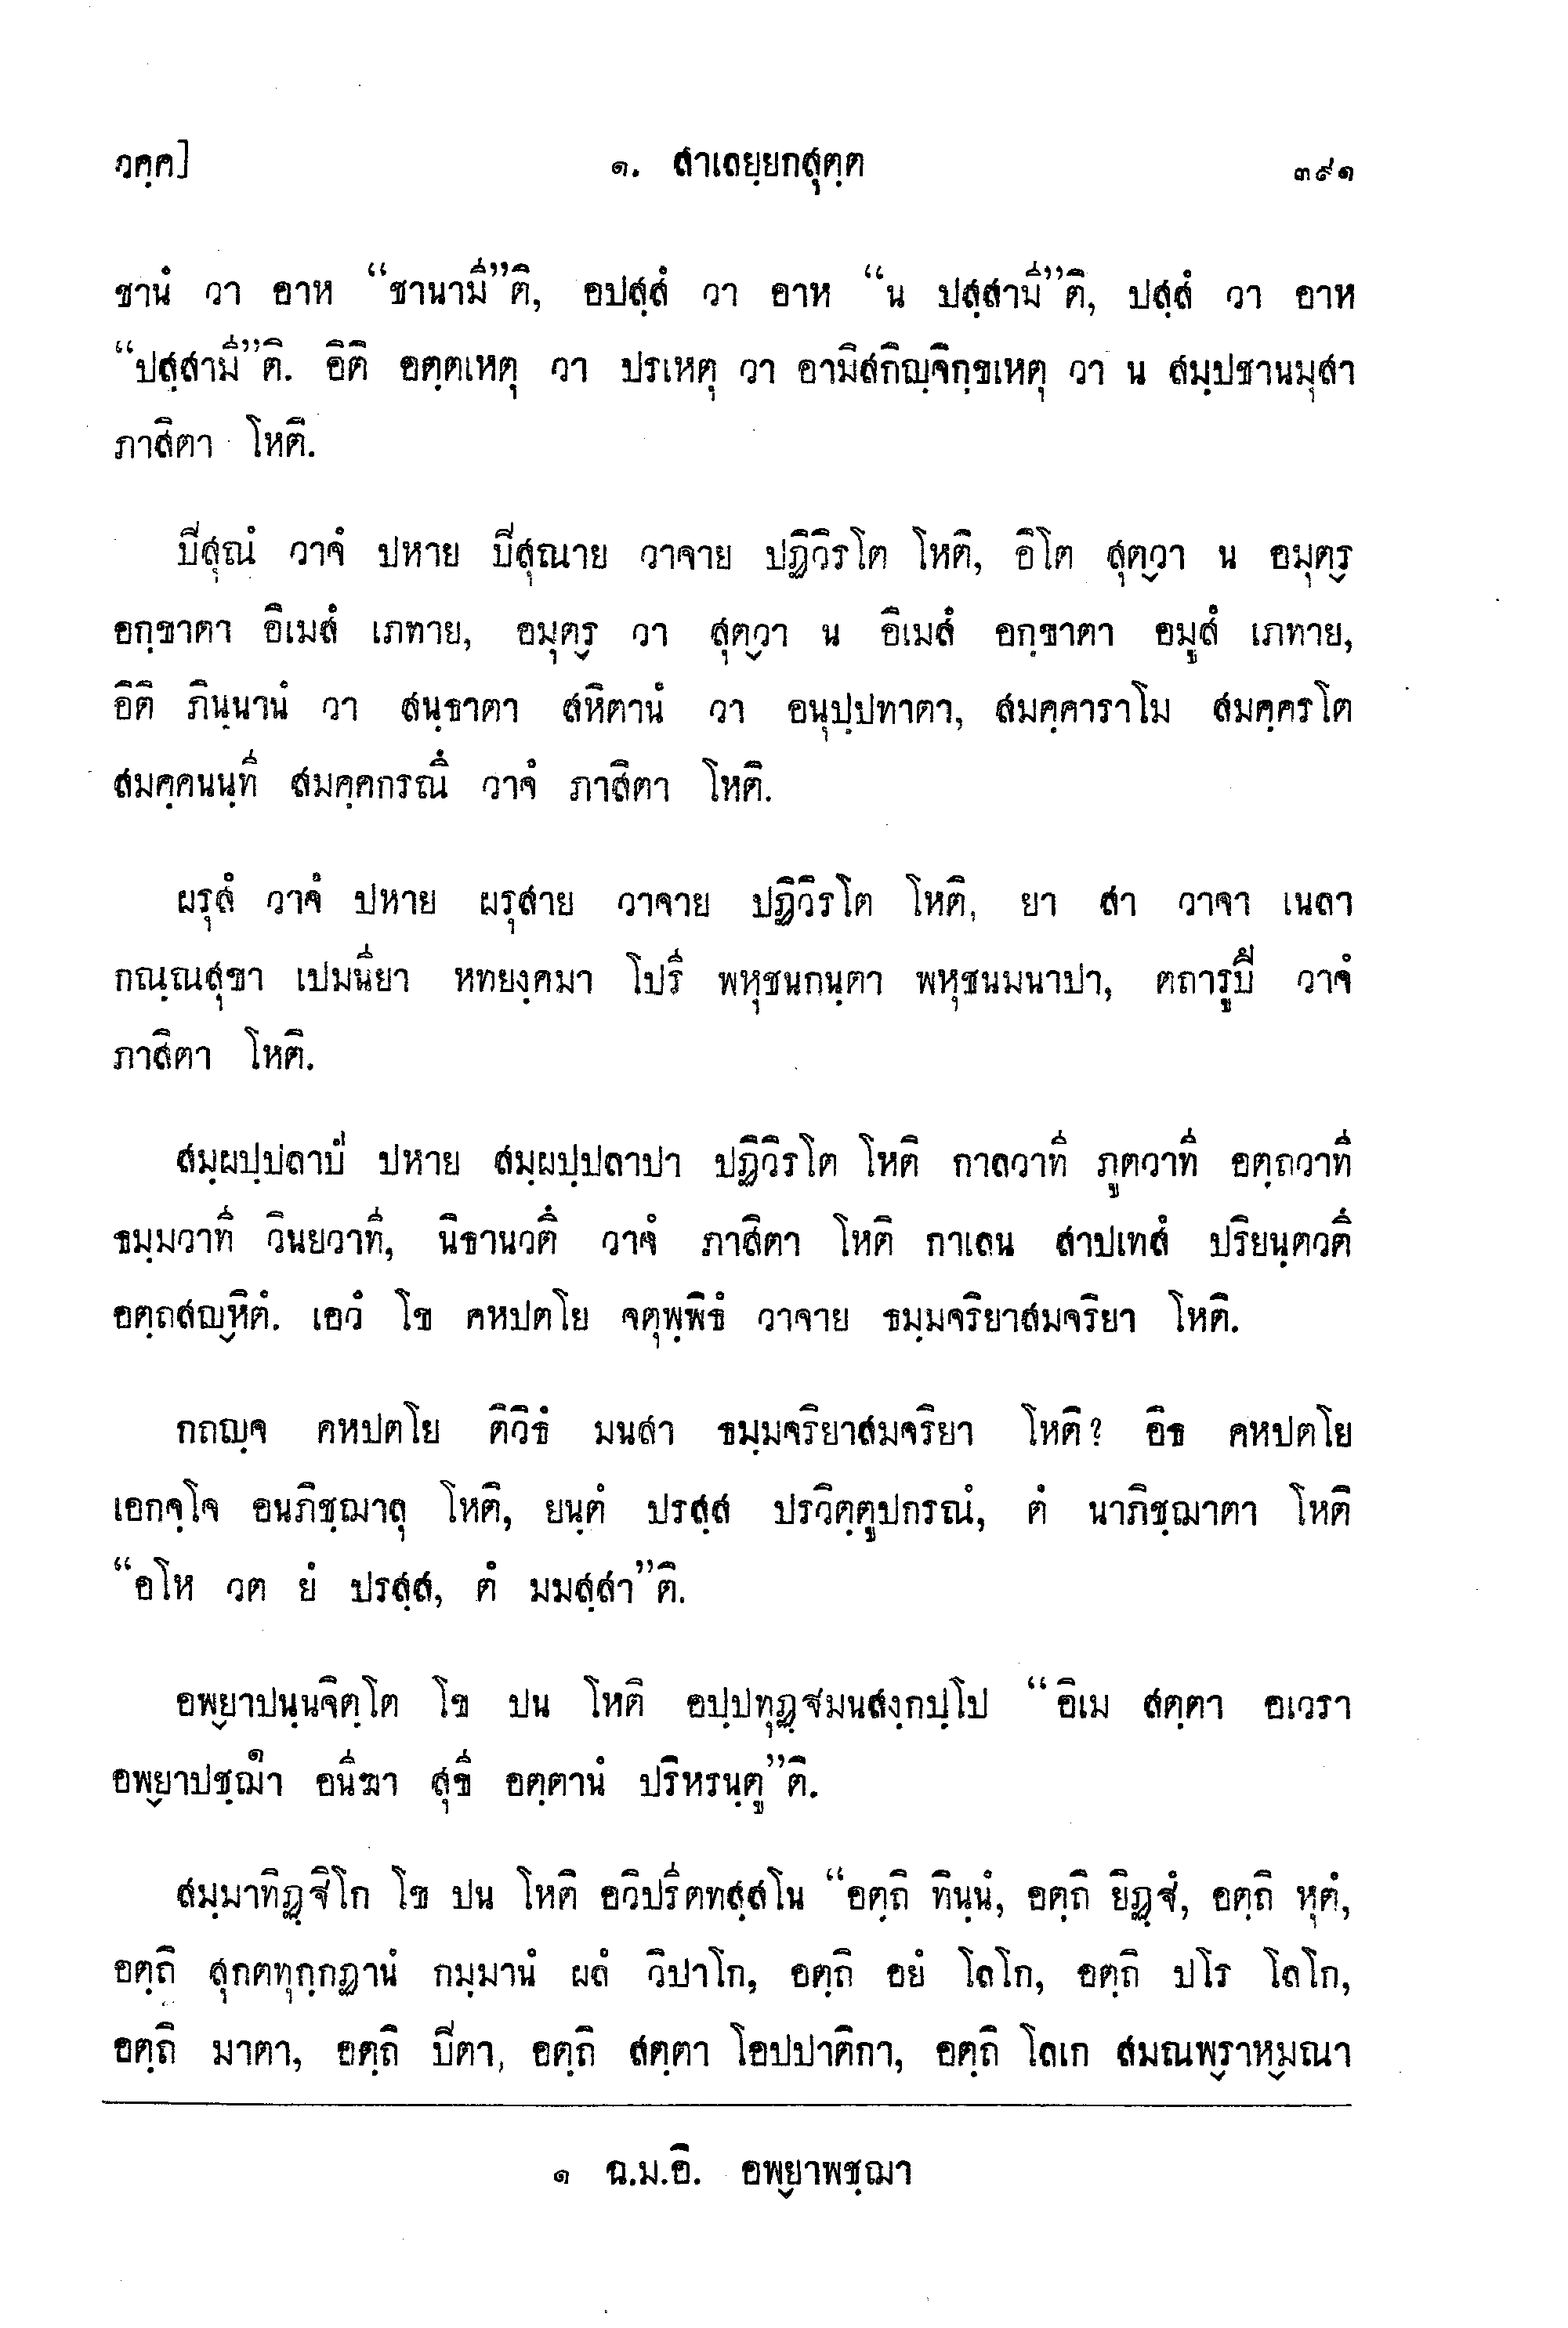 วคฺค]
๑. สาเลยฺยกสุตฺต
๓๙๑
ชานํ วา อาห “ชานามี”ติ, อปสฺสํ วา อาห “น ปสฺสามี”ติ, ปสฺสํ วา อาห
“ปสฺสามี”ติ. อิติ อตฺตเหตุ วา ปรเหตุ วา อามิสกิญฺจิกฺขเหตุ วา น สมฺปชานมุสา
ภาสิตา โหติ.
ปิสุณํ วาจํ ปหาย ปิสุณาย วาจาย ปฏิวิรโต โหติ, อิโต สุตฺวา น อมุตฺร
อกฺขาตา อิเมสํ เภทาย, อมุตฺร วา สุตฺวา น อิเมสํ อกฺขาตา อมูสํ เภทาย,
อิติ ภินฺนานํ วา สนฺธาตา สหิตานํ วา อนุปฺปทาตา, สมคฺคาราโม สมคฺครโต
สมคฺคนนฺที สมคฺคกรณึ วาจํ ภาสิตา โหติ.
ผรุสํ วาจํ ปหาย ผรุสาย วาจาย ปฏิวิรโต โหติ, ยา สา วาจา เนลา
กณฺณสุขา เปมนียา หทยงฺคมา โปรี พหุชนกนฺตา พหุชนมนาปา, ตถารูปึ วาจํ
ภาสิตา โหติ.
สมฺผปฺปลาปํ ปหาย สมฺผปฺปลาปา ปฏิวิรโต โหติ กาลวาที ภูตวาที อตฺถวาที
ธมฺมวาที วินยวาที, นิธานวตึ วาจํ ภาสิตา โหติ กาเลน สาปเทสํ ปริยนฺตวตึ
อตฺถสญฺหิตํ. เอวํ โข คหปตโย จตุพฺพิธํ วาจาย ธมฺมจริยาสมจริยา โหติ.
กถญฺจ คหปตโย ติวิธํ มนสา ธมฺมจริยาสมจริยา โหติ? อิธ คหปตโย
เอกจฺโจ อนภิชฺฌาลุ โหติ, ยนฺตํ ปรสฺส ปรวิตฺตูปกรณํ, ตํ นาภิชฺฌาตา โหติ
“อโห วต ยํ ปรสฺส, ตํ มมสฺสา”ติ.
อพฺยาปนฺนจิตฺโต โข ปน โหติ อปฺปทุฏฺฐมนสงฺกปฺโป “อิเม สตฺตา อเวรา
อพฺยาปชฺฌา๑ อนีฆา สุขี อตฺตานํ ปริหรนฺตู”ติ.
สมฺมาทิฏฺฐิโก โข ปน โหติ อวิปรีตทสฺสโน “อตฺถิ ทินฺนํ, อตฺถิ ยิฏฺฐํ, อตฺถิ หุตํ,
อตฺถิ สุกตทุกฺกฏานํ กมฺมานํ ผลํ วิปาโก, อตฺถิ อยํ โลโก, อตฺถิ ปโร โลโก,
อตฺถิ มาตา, อตฺถิ ปิตา, อตฺถิ สตฺตา โอปปาติกา, อตฺถิ โลเก สมณพฺราหฺมณา
๑ ฉ.ม.อิ. อพฺยาพชฺฌา